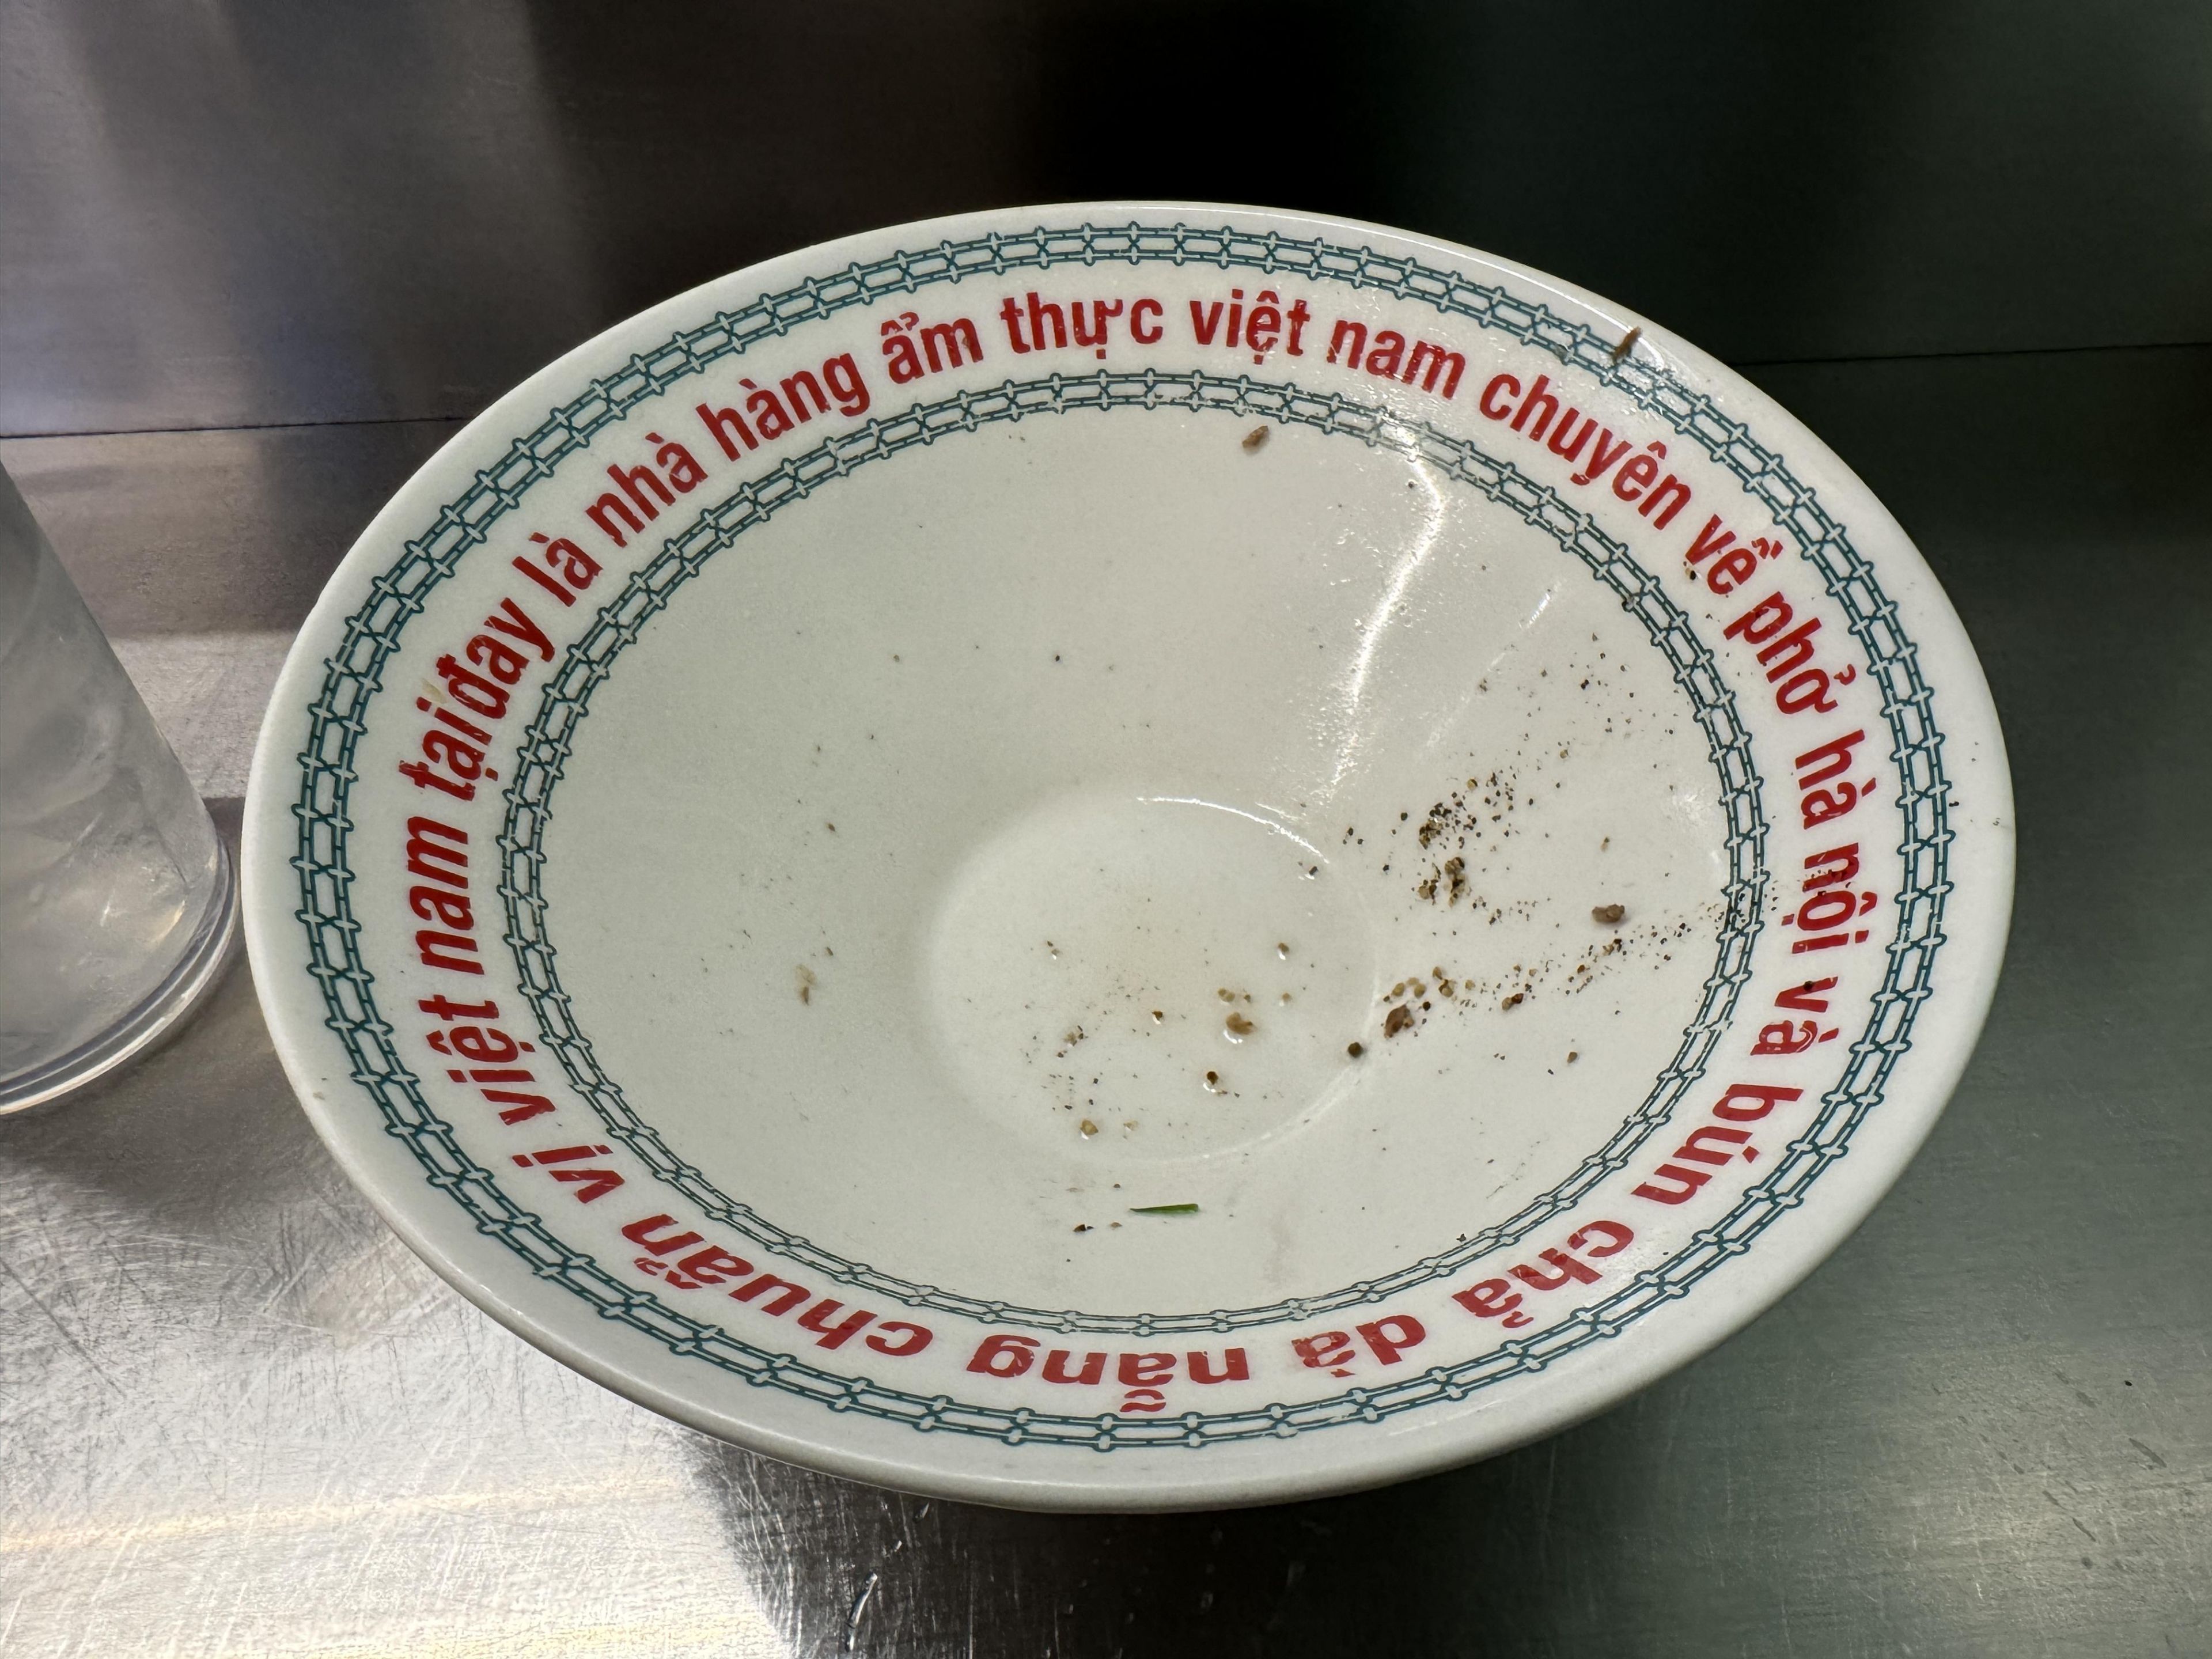 tạiđay là nhà hàng ẩm thực việt nam chuyên về phở hà nội và bún chả đà nẵng chuẩn vị việt nam